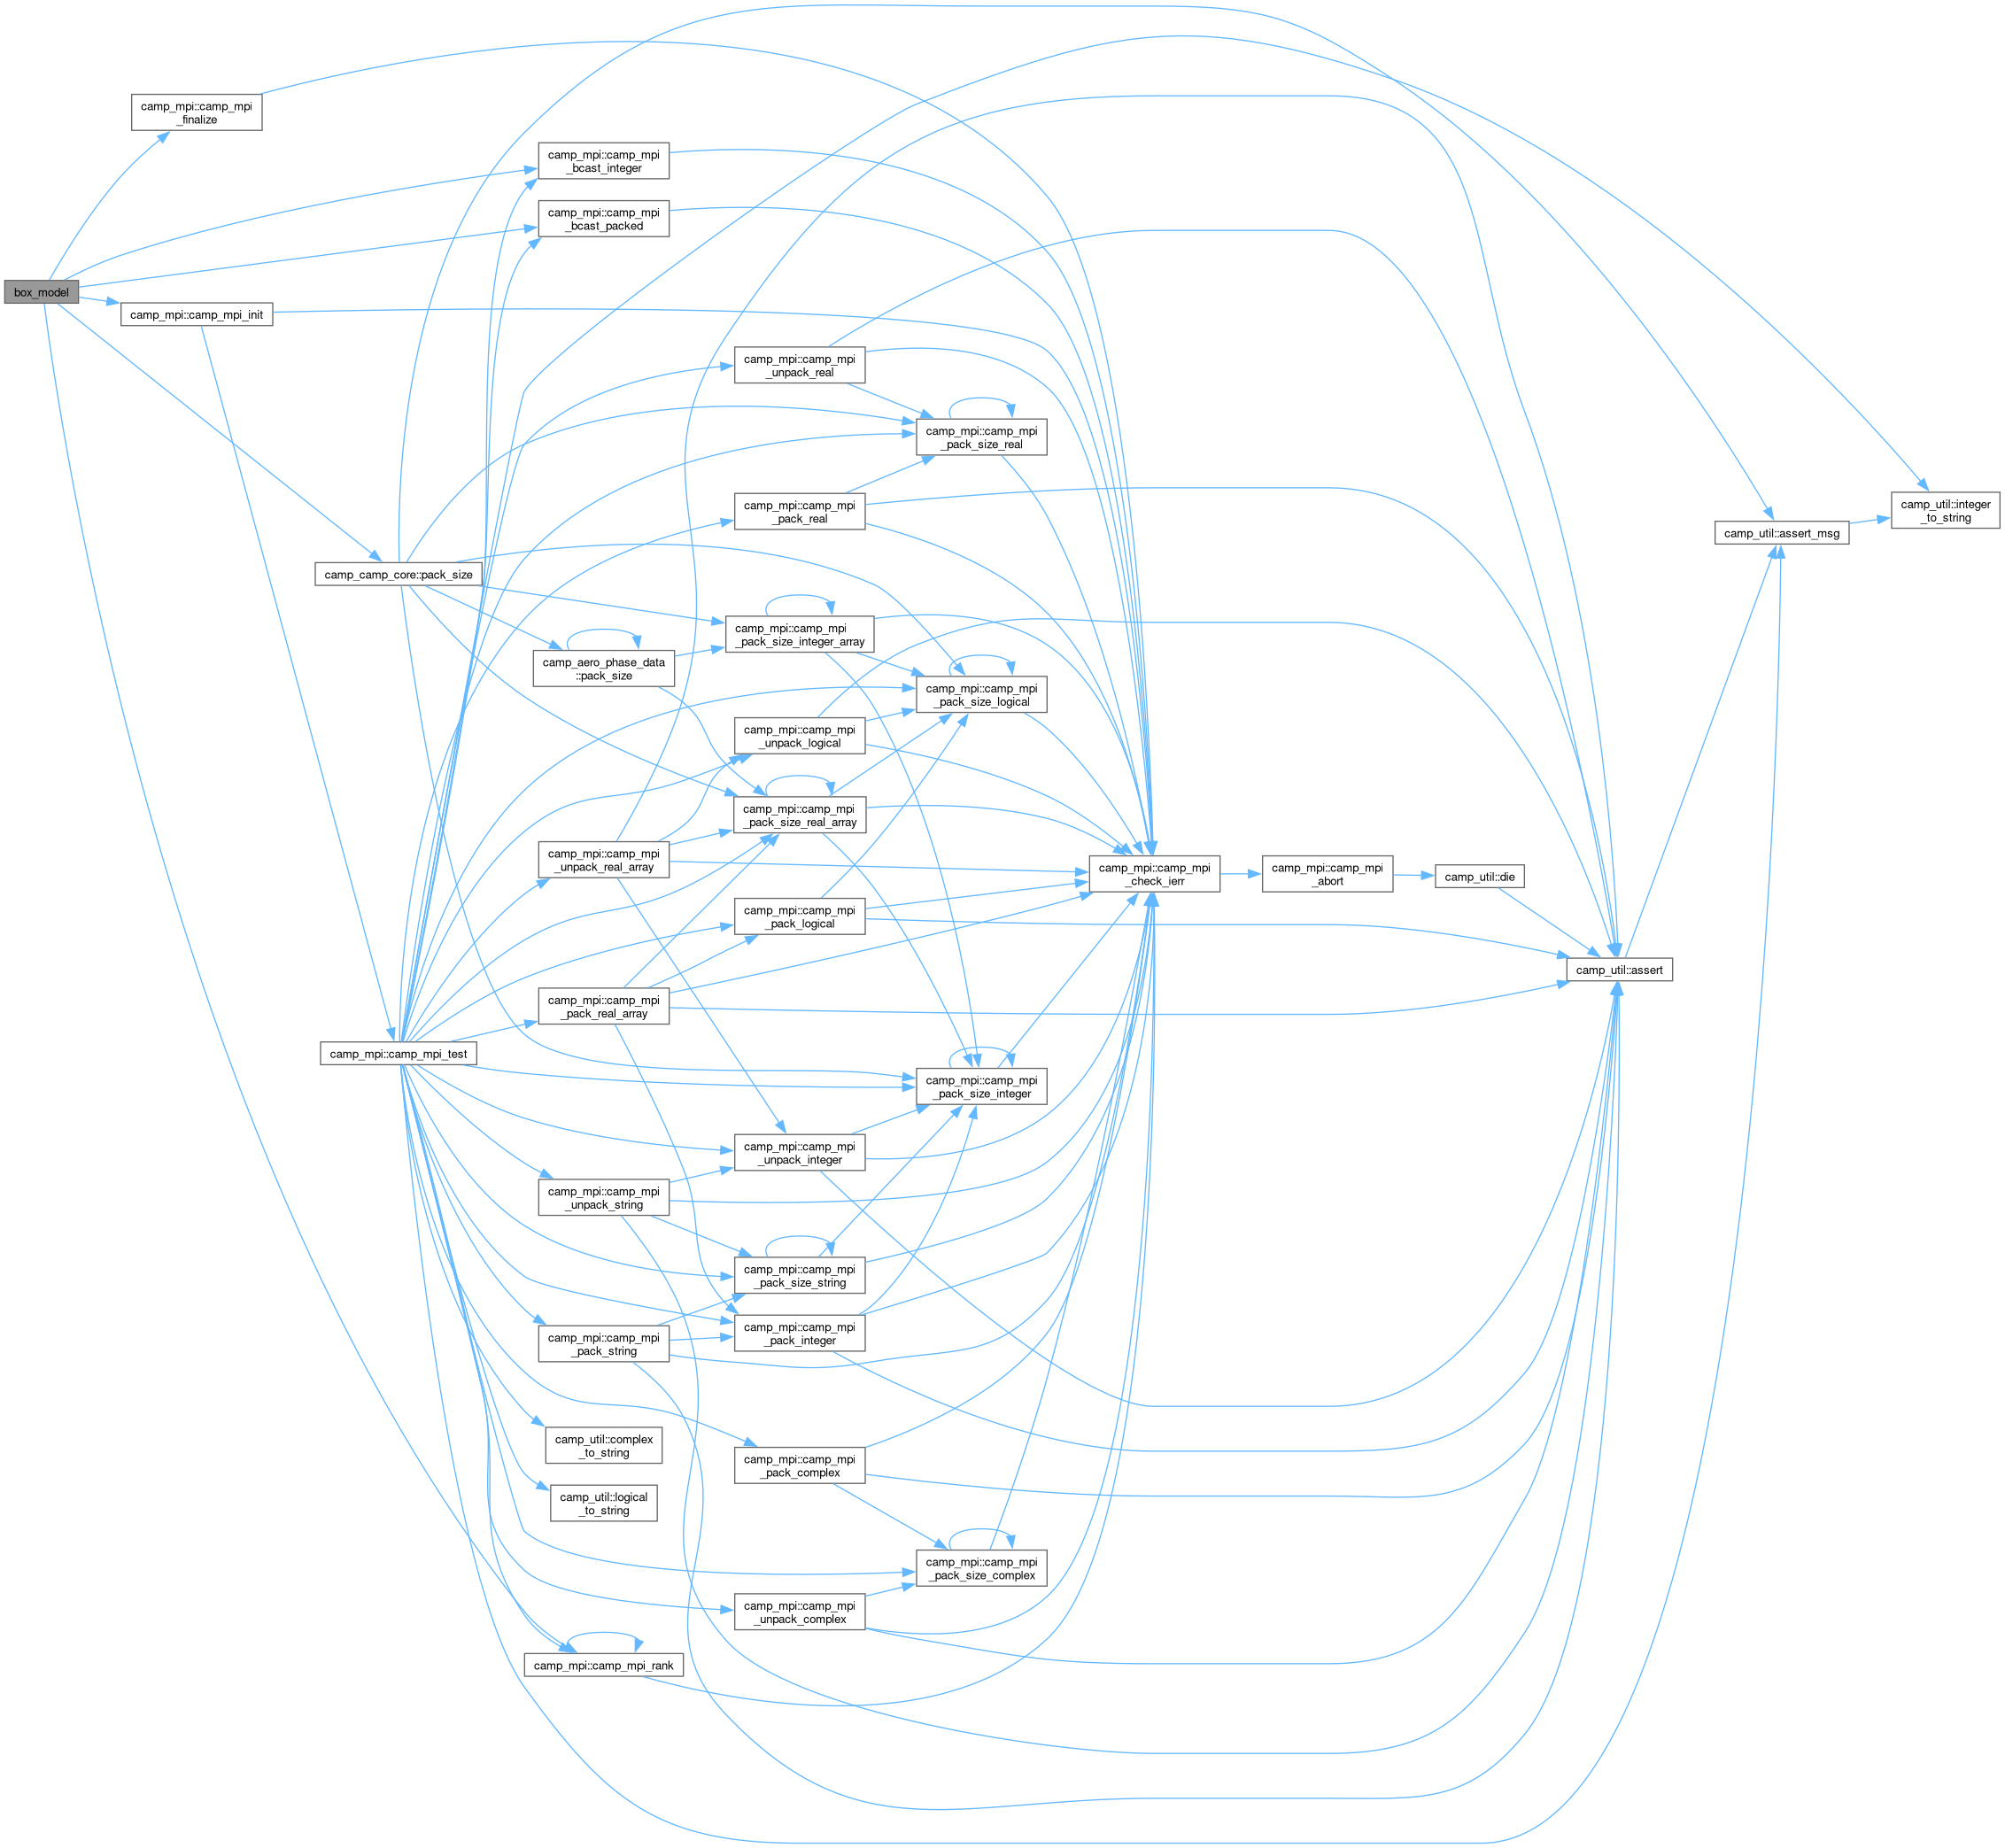 camp_mpi::camp_mpi
_finalize
camp_mpi::camp_mpi
_bcast_integer
camp_mpi::camp_mpi
_bcast_packed
box_model
camp_mpi::camp_mpi_init
camp_mpi::camp_mpi
_unpack_real
camp_mpi::camp_mpi
_pack_size_real
camp_mpi::camp_mpi
_pack_real
camp_util::integer
_to_string
camp_util::assert_msg
camp_camp_core::pack_size
camp_mpi::camp_mpi
_pack_size_integer_array
camp_aero_phase_data
::pack_size
camp_mpi::camp_mpi
_pack_size_logical
camp_mpi::camp_mpi
_unpack_logical
camp_mpi::camp_mpi
_pack_size_real_array
camp_mpi::camp_mpi
_unpack_real_array
camp_mpi::camp_mpi
_check_ierr
camp_mpi::camp_mpi
_abort
camp_util::die
camp_mpi::camp_mpi
_pack_logical
camp_util::assert
camp_mpi::camp_mpi
_pack_real_array
camp_mpi::camp_mpi_test
camp_mpi::camp_mpi
_pack_size_integer
camp_mpi::camp_mpi
_unpack_integer
camp_mpi::camp_mpi
_unpack_string
camp_mpi::camp_mpi
_pack_size_string
camp_mpi::camp_mpi
_pack_integer
camp_mpi::camp_mpi
_pack_string
camp_util::complex
_to_string
camp_mpi::camp_mpi
_pack_complex
camp_util::logical
_to_string
camp_mpi::camp_mpi
_pack_size_complex
camp_mpi::camp_mpi
_unpack_complex
camp_mpi::camp_mpi_rank